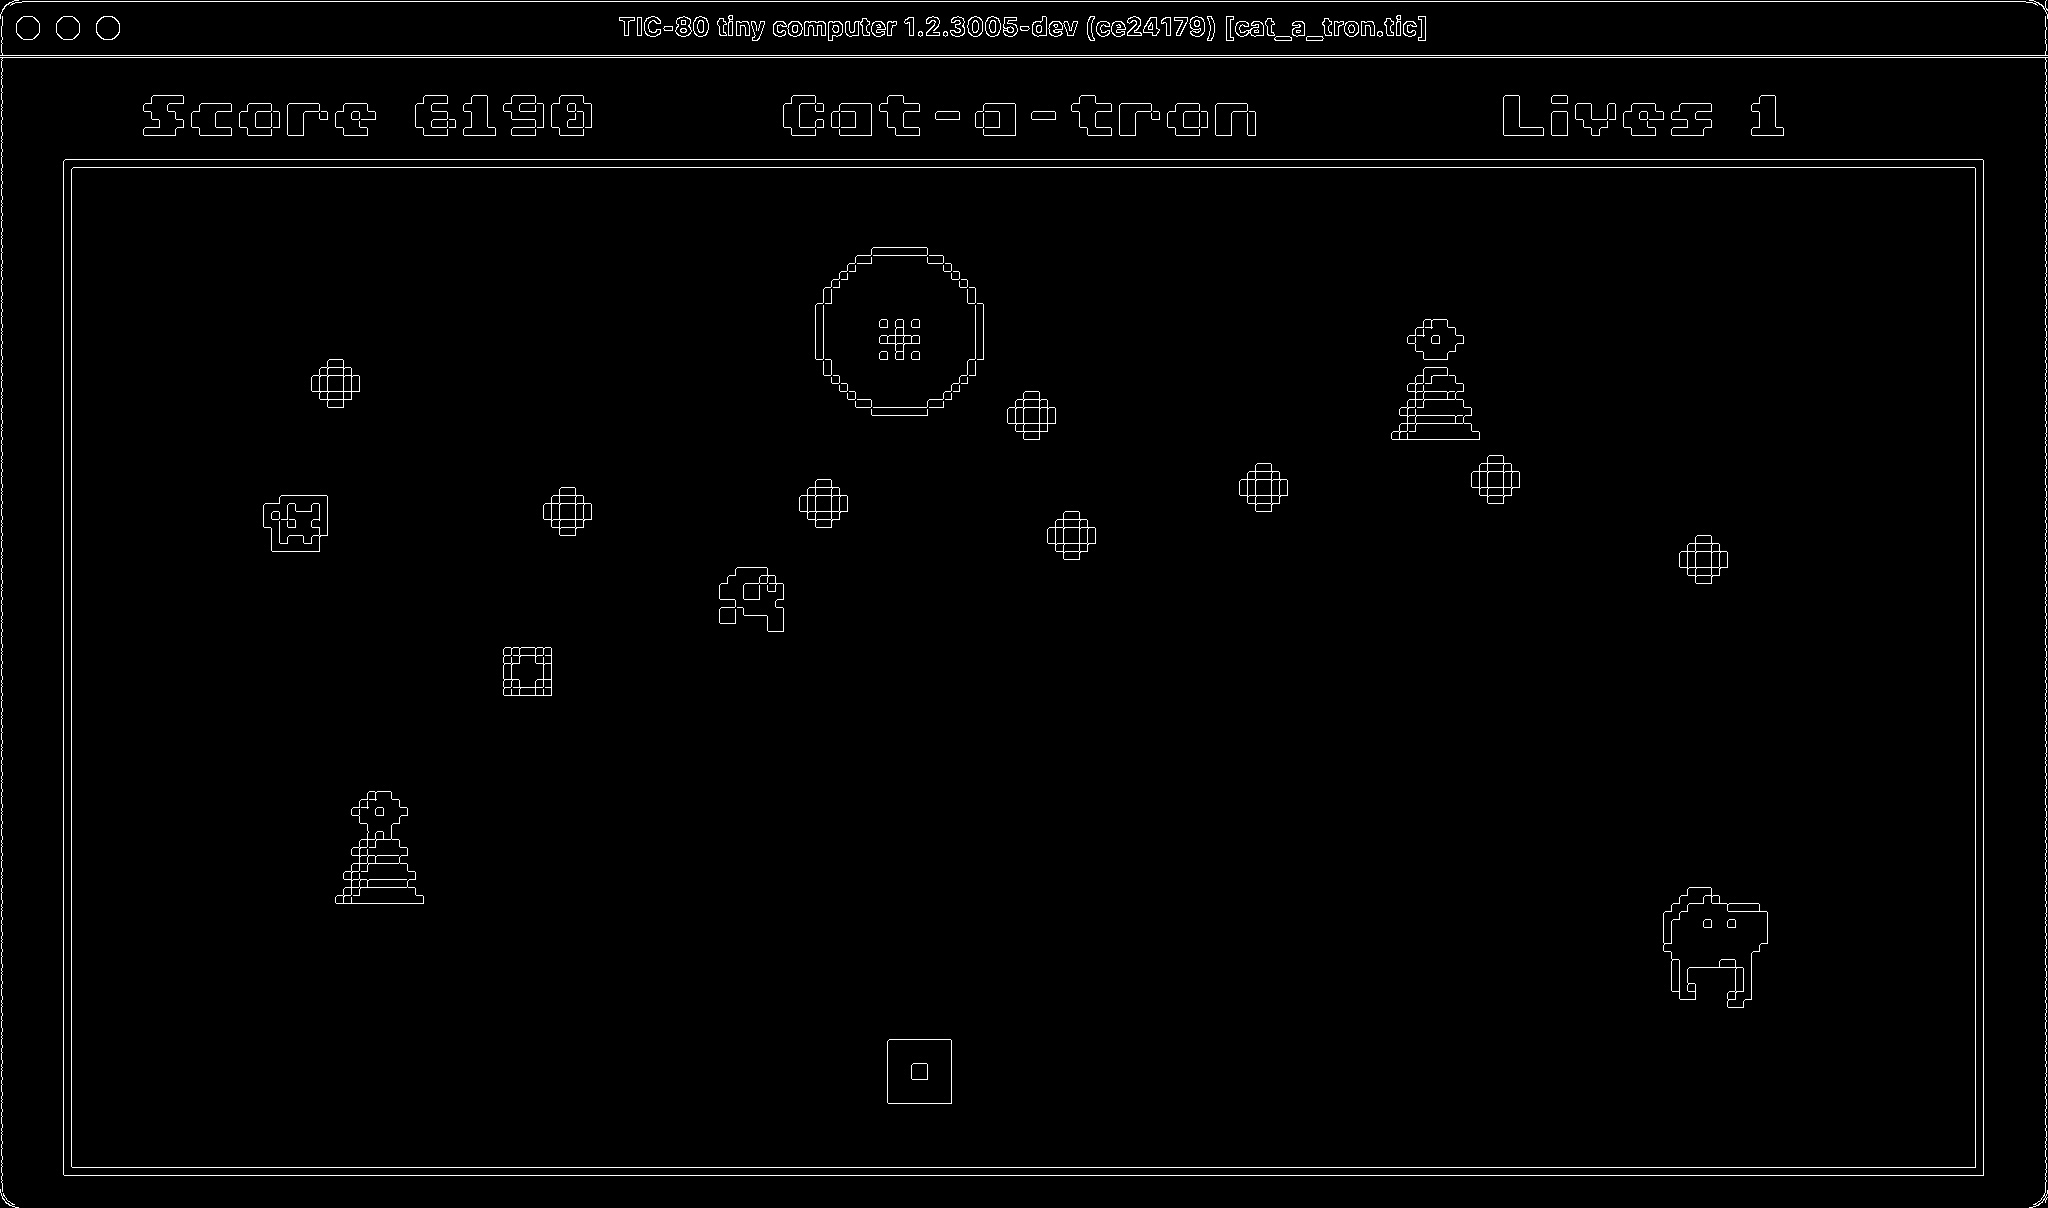 TIC-80 tiny computer 1.2.3005-dev (ce24179) [cat_a_tron.tic]
Score 6190 Cat-a-tron Lives 1